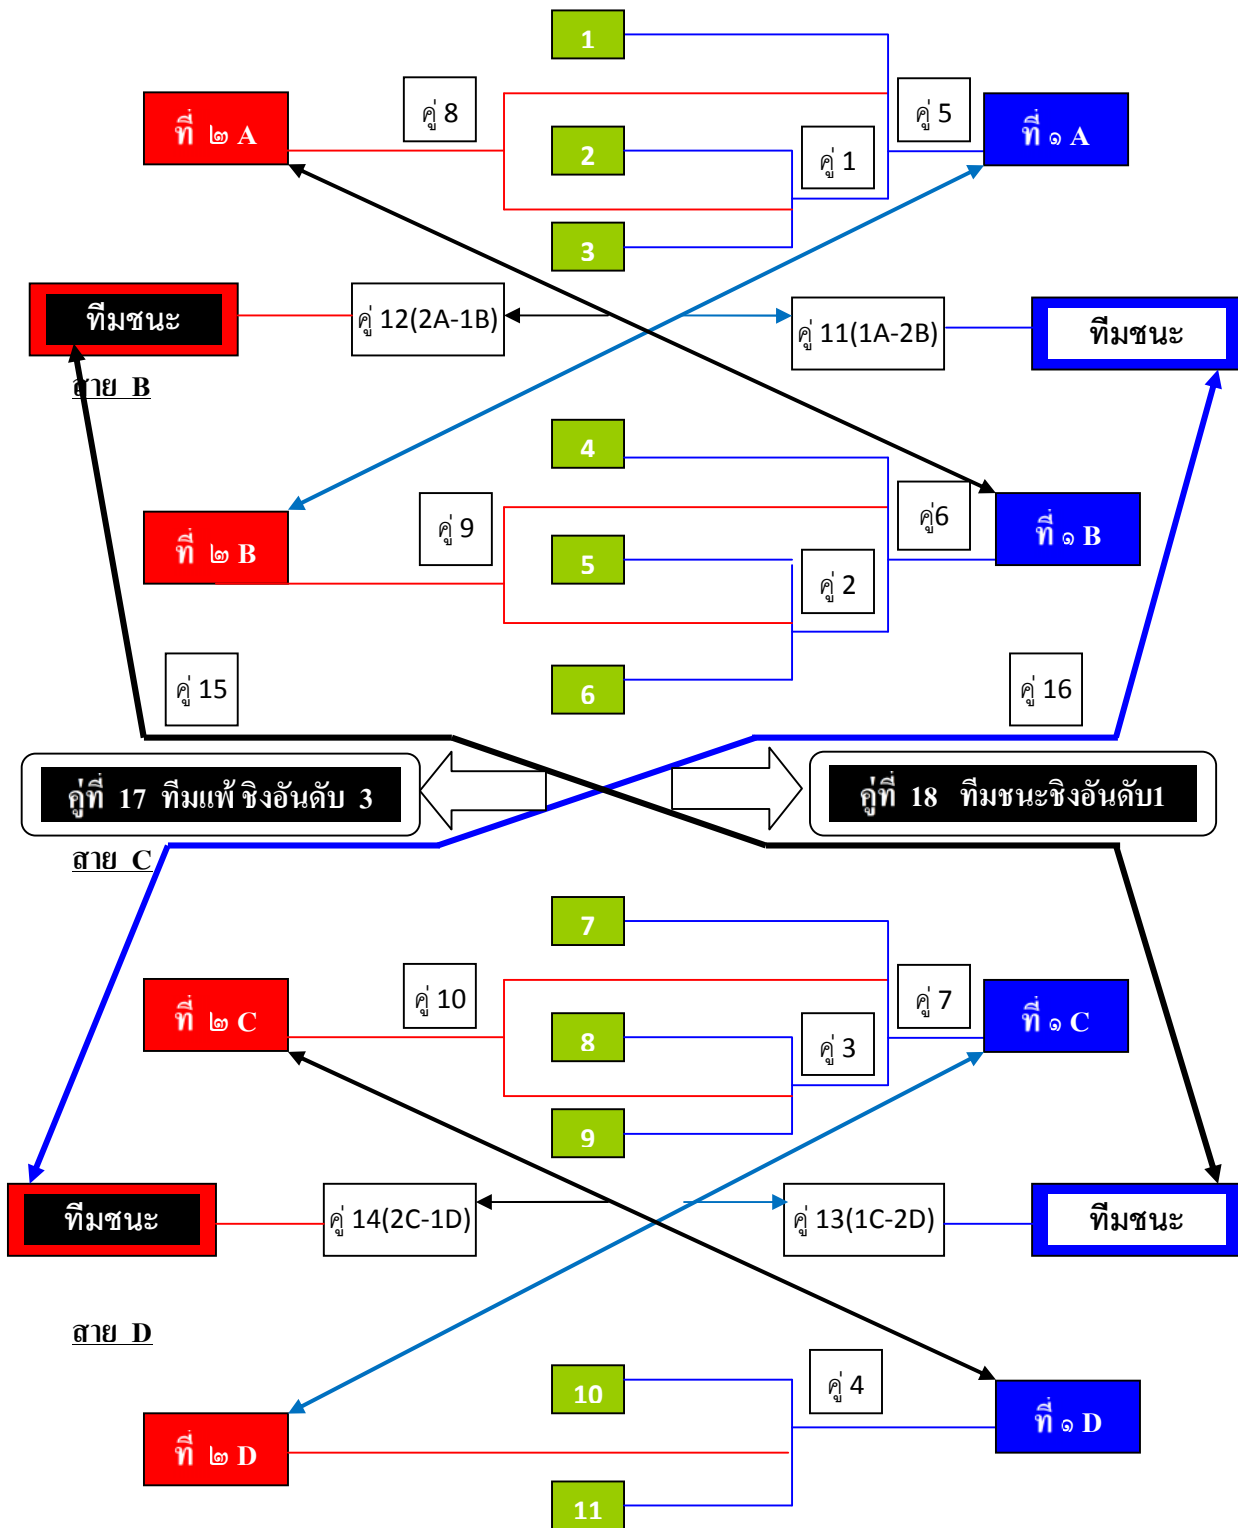 1
คู่ 8
คู่ 5
ที่ ๒ A
ที่ ๑ A
2
คู่ 1
3
ทีมชนะ
คู่ 12(2A-1B)
คู่ 11(1A-2B)
ทีมชนะ
สาย B
4
คู่ 9
คู่6
ที่ ๒ B
ที่ ๑ B
5
คู่ 2
6
คู่ 15
คู่ 16
คู่ที่ 17 ทีมแพ้ ชิงอันดับ 3
คู่ที่ 18 ทีมชนะชิงอันดับ1
สาย C
7
คู่ 10
คู่ 7
ที่ ๒ C
ที่ ๑ C
8
คู่ 3
9
ทีมชนะ
คู่ 14(2C-1D)
คู่ 13(1C-2D)
ทีมชนะ
สาย D
10
คู่ 4
ที่ ๑ D
ที่ ๒ D
11